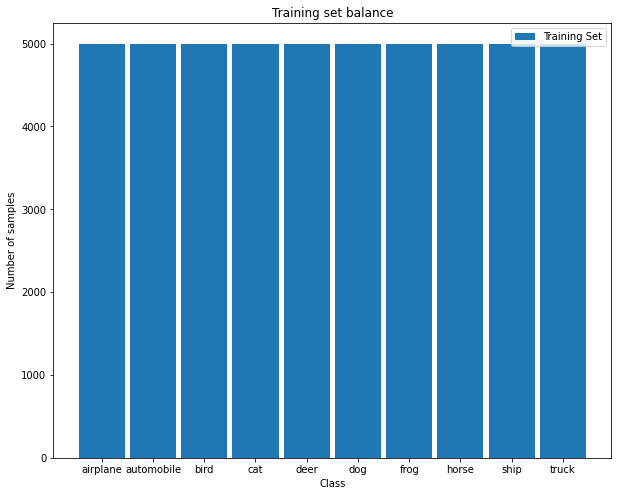 Training set balance
Training Set
5000
4000
3000
2000
1000
0
Number of samples
airplane automobile bird cat deer dog frog horse ship truck
Class